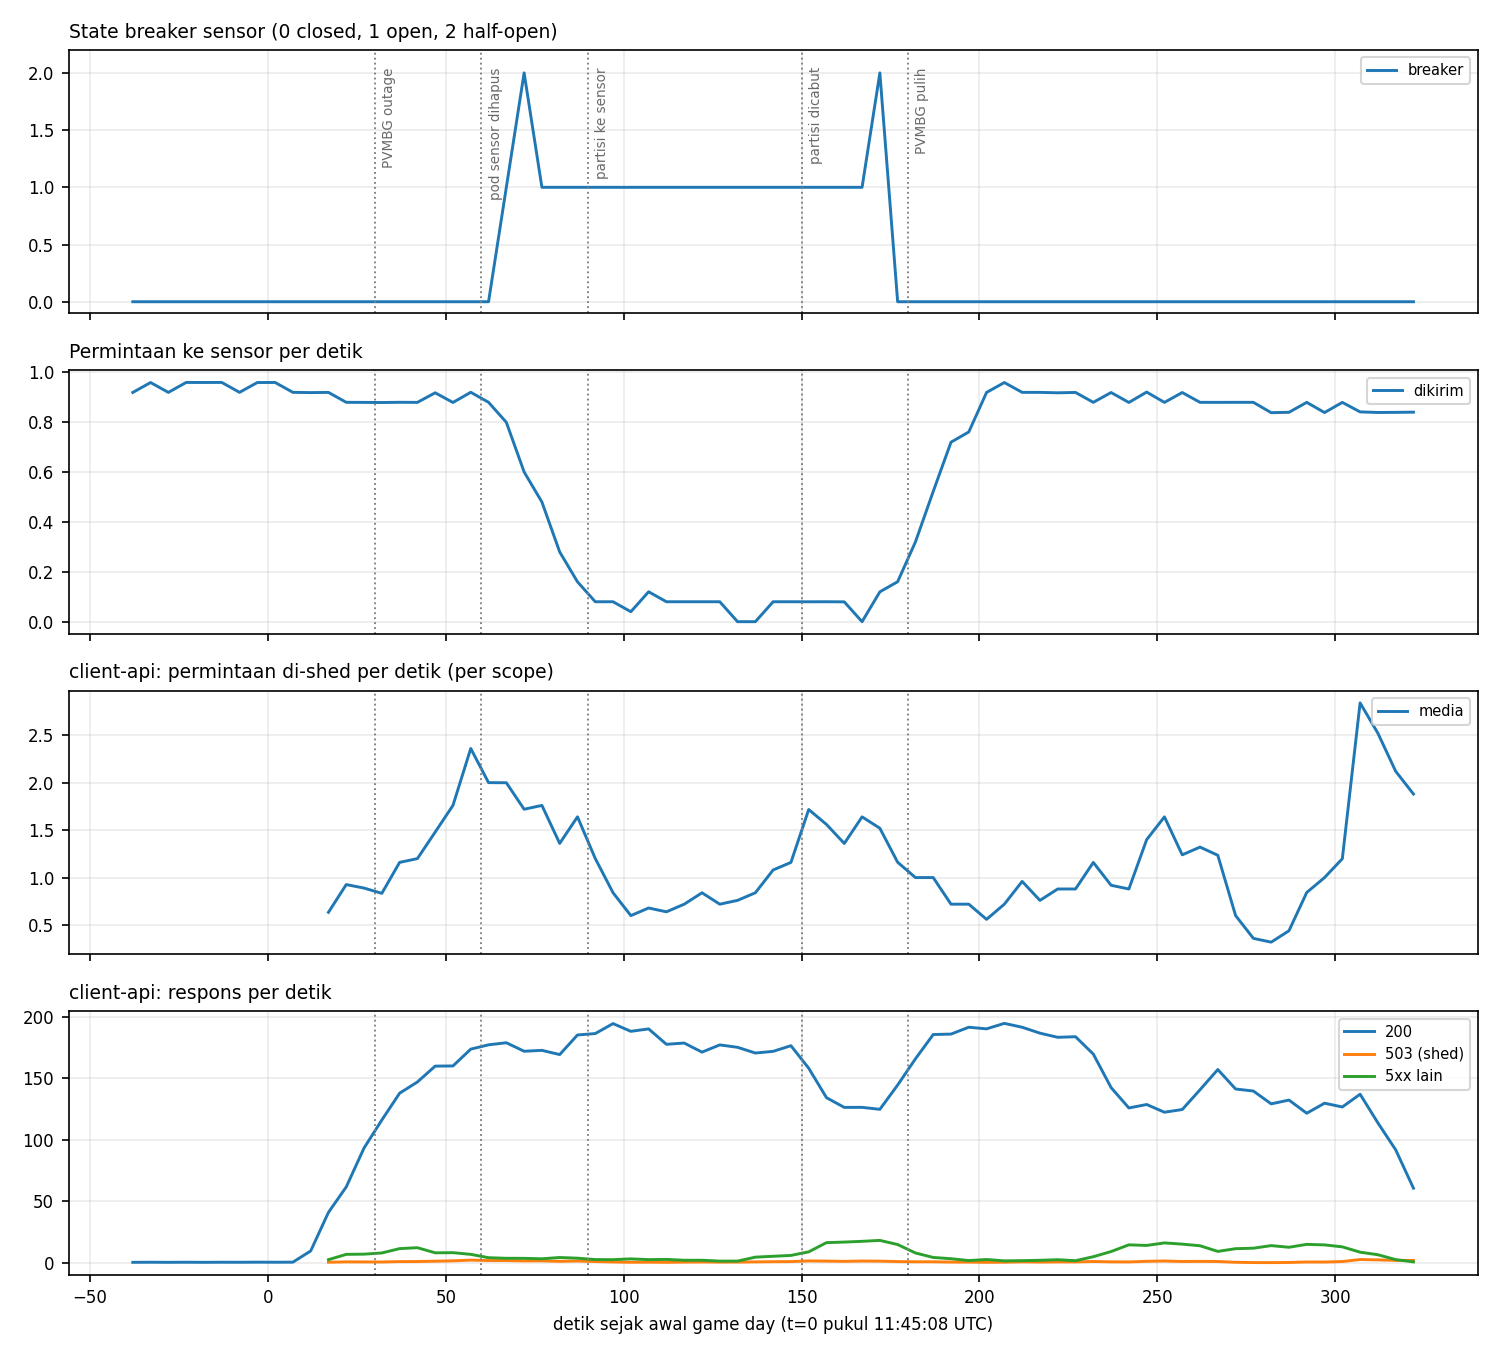 State breaker sensor (0 closed, 1 open, 2 half-open)
2.0
1.5
1.0
0.5
0.0
PVMBG outage
pod sensor dihapus
partisi ke sensor
partisi dicabut
PVMBG pulih
breaker
Permintaan ke sensor per detik
1.0
0.8
0.6
0.4
0.2
0.0
dikirim
client-api: permintaan di-shed per detik (per scope)
2.5
2.0
1.5
1.0
0.5
media
client-api: respons per detik
200
150
100
50
0
200
503 (shed)
5xx lain
−50 0 50 100 150 200 250 300
detik sejak awal game day (t=0 pukul 11:45:08 UTC)